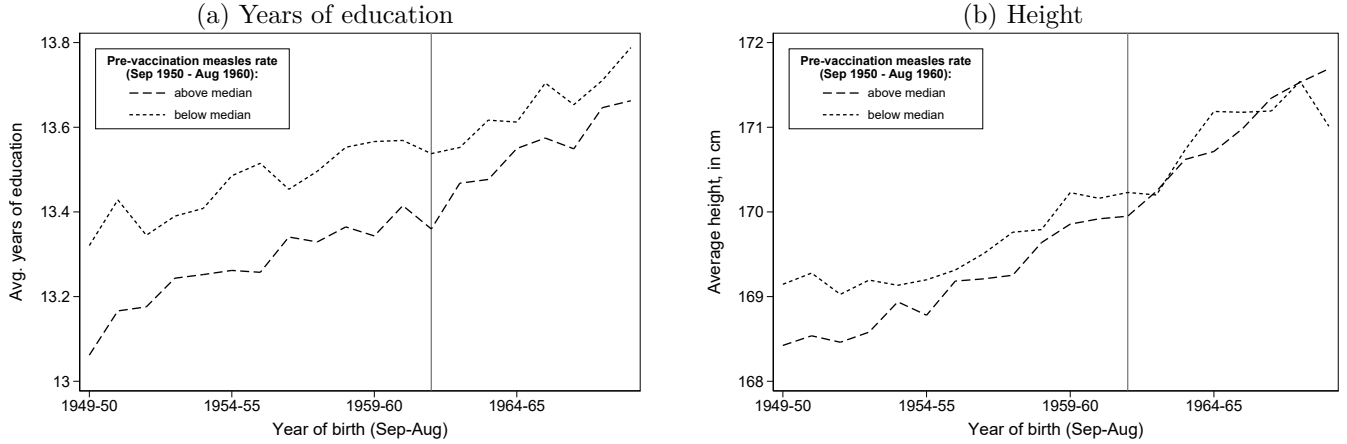 (a) Years of education
13.8
13.6
13.4
13.2
13
Avg. years of education
Pre-vaccination measles rate
(Sep 1950 - Aug 1960):
above median
below median
1949-50
1954-55
1959-60
1964-65
Year of birth (Sep-Aug)
(b) Height
172
171
170
169
168
Average height, in cm
Pre-vaccination measles rate
(Sep 1950 - Aug 1960):
above median
below median
1949-50
1954-55
1959-60
1964-65
Year of birth (Sep-Aug)